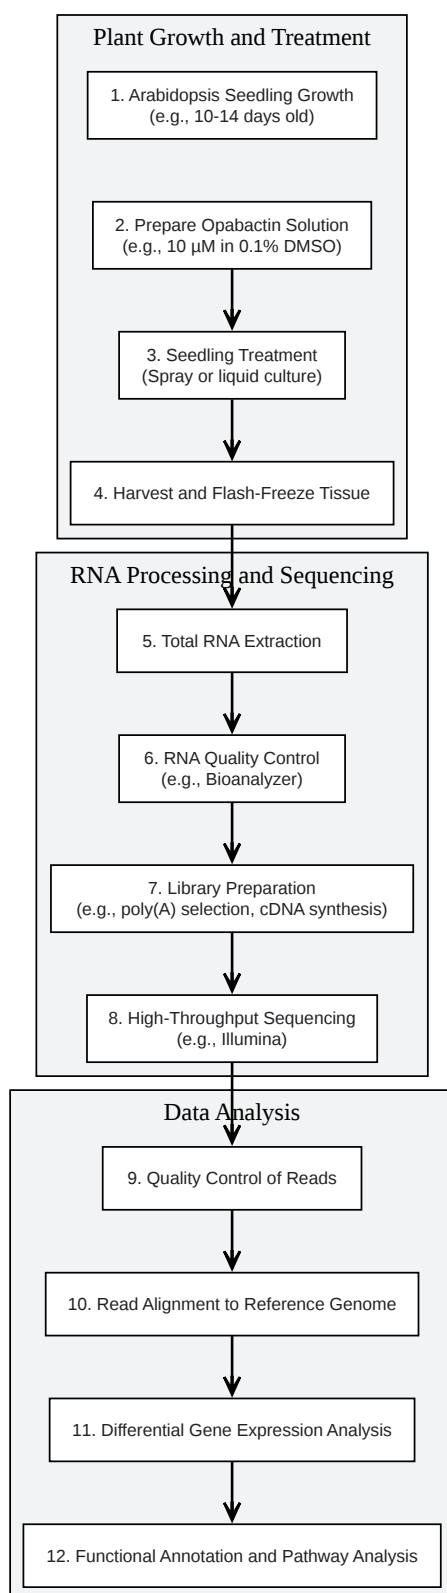 Plant Growth and Treatment
1. Arabidopsis Seedling Growth
(e.g., 10-14 days old)
2. Prepare Opabactin Solution
(e.g., 10 µM in 0.1% DMSO)
3. Seedling Treatment
(Spray or liquid culture)
4. Harvest and Flash-Freeze Tissue
RNA Processing and Sequencing
5. Total RNA Extraction
6. RNA Quality Control
(e.g., Bioanalyzer)
7. Library Preparation
(e.g., poly(A) selection, cDNA synthesis)
8. High-Throughput Sequencing
(e.g., Illumina)
Data Analysis
9. Quality Control of Reads
10. Read Alignment to Reference Genome
11. Differential Gene Expression Analysis
12. Functional Annotation and Pathway Analysis